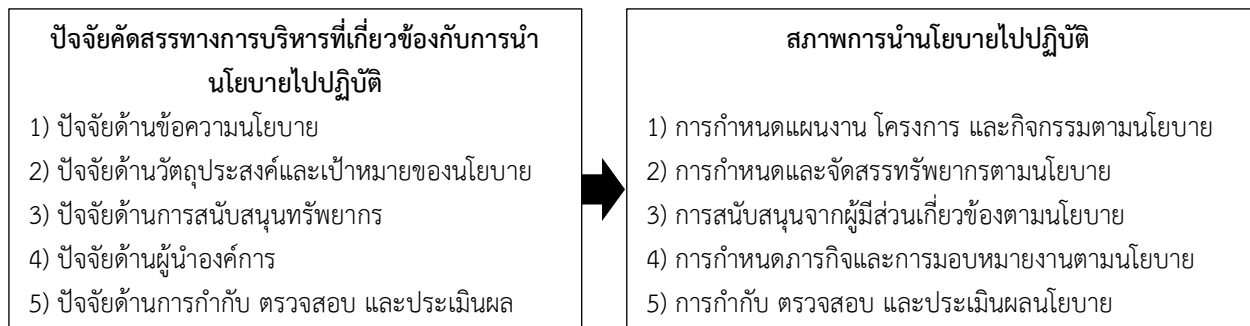 ปัจจัยคัดสรรทางการบริหารที่เกี่ยวข้องกับการนำ
นโยบายไปปฏิบัติ
1) ปัจจัยด้านข้อความนโยบาย
2) ปัจจัยด้านวัตถุประสงค์และเป้าหมายของนโยบาย
3) ปัจจัยด้านการสนับสนุนทรัพยากร
4) ปัจจัยด้านผู้นำองค์การ
5) ปัจจัยด้านการกำกับ ตรวจสอบ และประเมินผล
สภาพการนำนโยบายไปปฏิบัติ
1) การกำหนดแผนงาน โครงการ และกิจกรรมตามนโยบาย
2) การกำหนดและจัดสรรทรัพยากรตามนโยบาย
3) การสนับสนุนจากผู้มีส่วนเกี่ยวข้องตามนโยบาย
4) การกำหนดภารกิจและการมอบหมายงานตามนโยบาย
5) การกำกับ ตรวจสอบ และประเมินผลนโยบาย